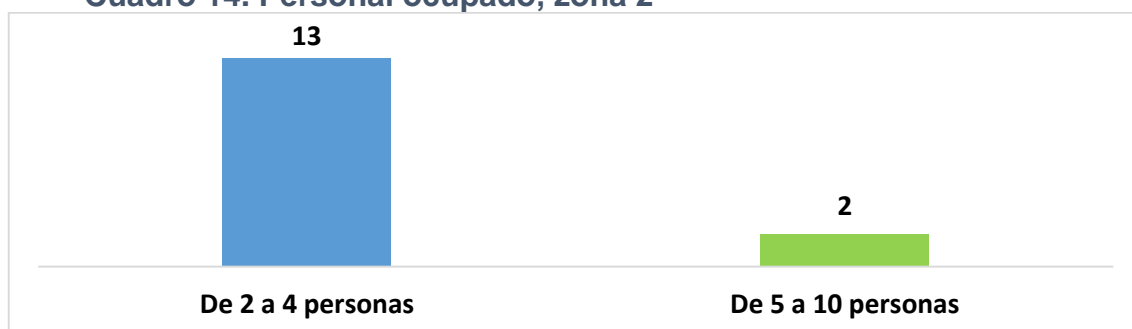 Cuadro 14. Personal ocupado, zona 2
13
2
De 2 a 4 personas
De 5 a 10 personas